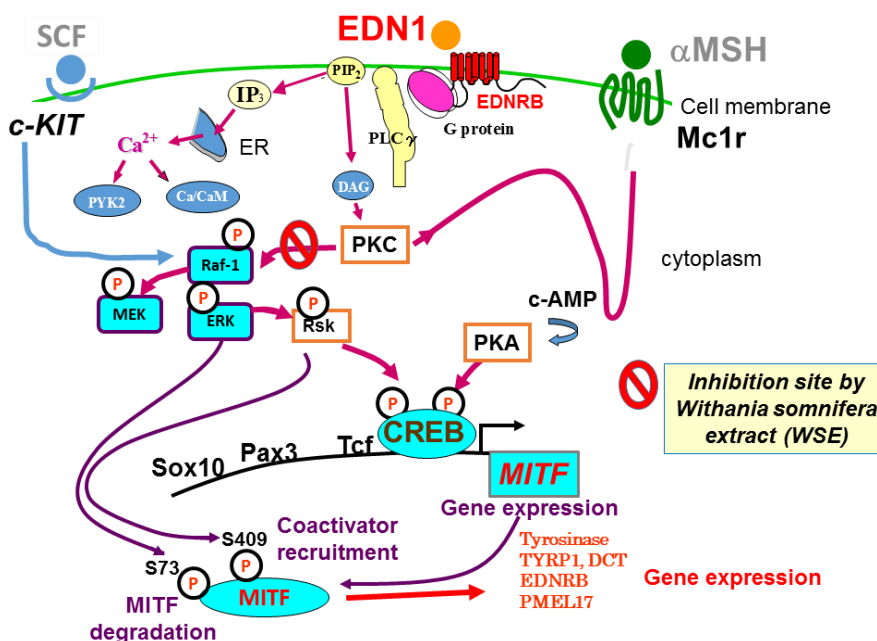 SCF
EDN1
αMSH
PIP2
IP3
EDNRB
Cell membrane
c-KIT
G protein
Mc1r
Ca2+
ER
PLC γ
PYK2
Ca/CaM
DAG
P
PKC
Raf-1
cytoplasm
P
P
P
c-AMP
MEK
ERK
Rsk
PKA
Inhibition site by
Withania somnifera
extract (WSE)
P
P
CREB
Tcf
Pax3
Sox10
MITF
Gene expression
S409
Coactivator
recruitment
Tyrosinase
TYRP1, DCT
EDNRB
PMEL17
S73
P
P
MITF
Gene expression
MITF
degradation